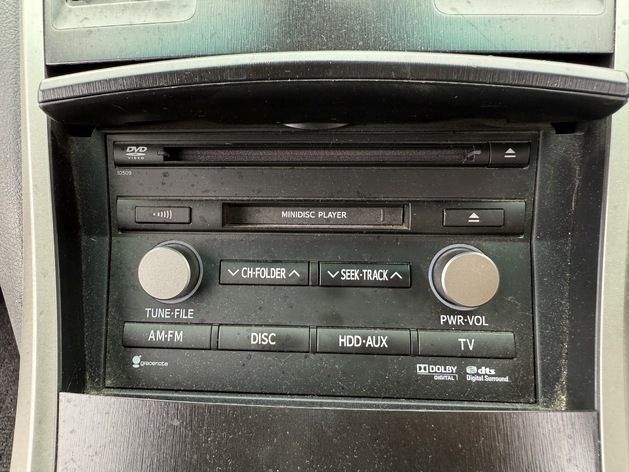 DVD
VIDEO
10509
MINIDISC PLAYER
CH·FOLDER
SEEK·TRACK
TUNE·FILE
PWR·VOL
AM·FM
DISC
HDD·AUX
TV
gracenote
DOLBY
DIGITAL
dts
Digital Surround